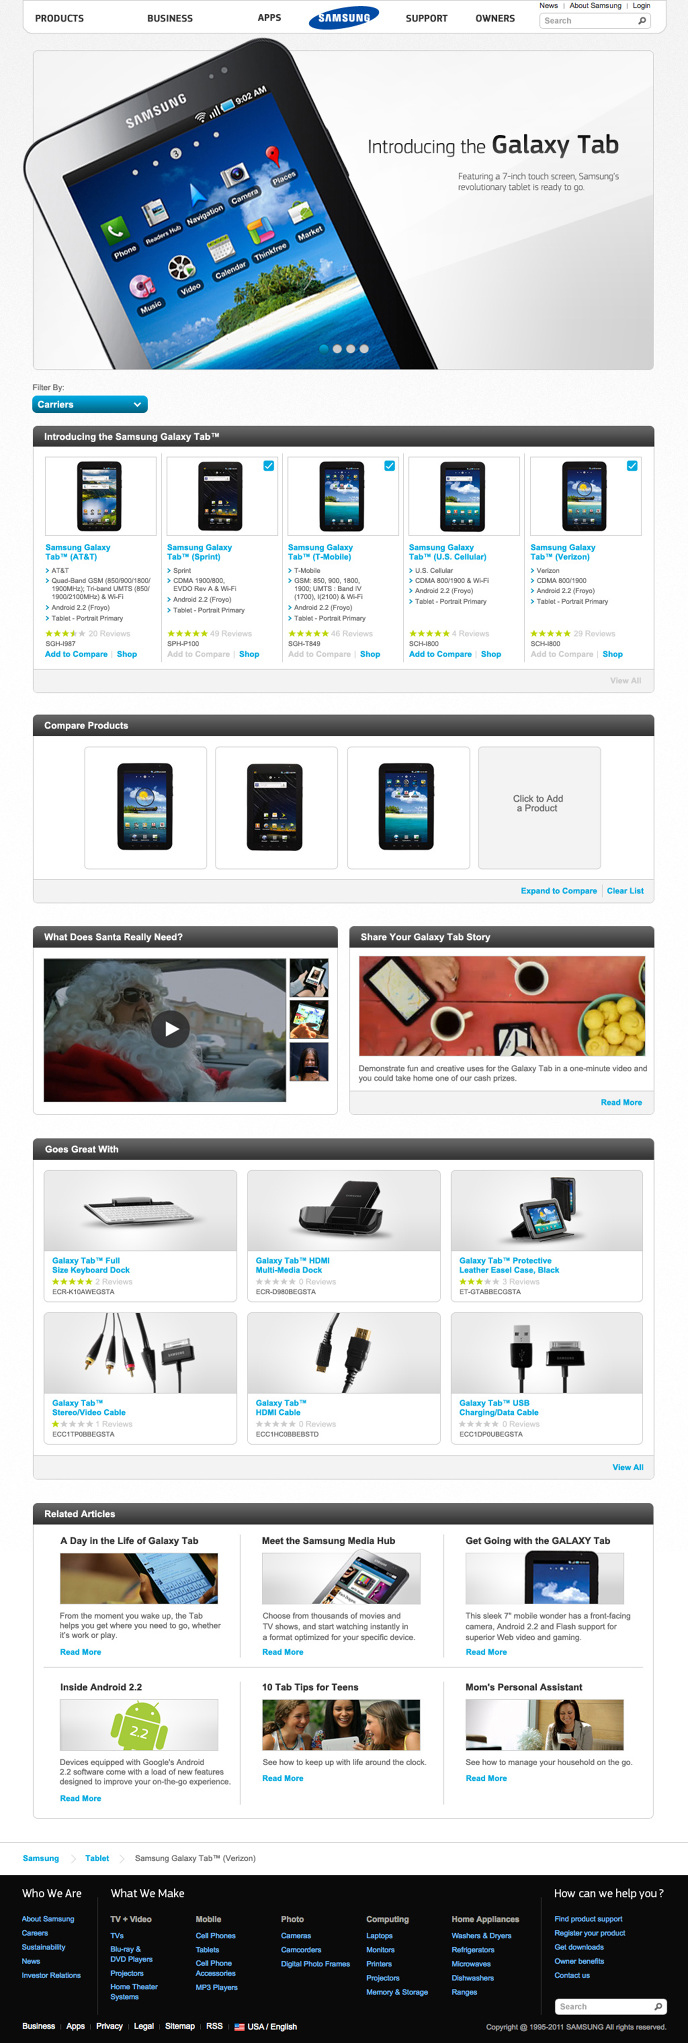 PRODUCTS
BUSINESS
APPS
SAMSUNG
SUPPORT
OWNERS
News | About Samsung | Login
Search
SAMSUNG
9:02 AM
3
Phone
Readers Hub
Navigation
Camera
Places
Music
Video
Calendar
Thinkfree
Market
Introducing the Galaxy Tab
Featuring a 7-inch touch screen, Samsung's
revolutionary tablet is ready to go.
Filter By:
Carriers
Introducing the Samsung Galaxy Tab™
Samsung Galaxy
Tab™ (AT&T)
AT&T
Quad-Band GSM (850/900/1800/
1900MHz); Tri-band UMTS (850/
1900/2100MHz) & Wi-Fi
Android 2.2 (Froyo)
Tablet - Portrait Primary
20 Reviews
SGH-I987
Add to Compare | Shop
Samsung Galaxy
Tab™ (Sprint)
Sprint
CDMA 1900/800,
EVDO Rev A & Wi-Fi
Android 2.2 (Froyo)
Tablet - Portrait Primary
49 Reviews
SPH-P100
Add to Compare | Shop
Samsung Galaxy
Tab™ (T-Mobile)
T-Mobile
GSM: 850, 900, 1800,
1900; UMTS : Band IV
(1700), I(2100) & Wi-Fi
Android 2.2 (Froyo)
Tablet - Portrait Primary
46 Reviews
SGH-T849
Add to Compare | Shop
Samsung Galaxy
Tab™ (U.S. Cellular)
U.S. Cellular
CDMA 800/1900 & Wi-Fi
Android 2.2 (Froyo)
Tablet - Portrait Primary
4 Reviews
SCH-I800
Add to Compare | Shop
Samsung Galaxy
Tab™ (Verizon)
Verizon
CDMA 800/1900
Android 2.2 (Froyo)
Tablet - Portrait Primary
29 Reviews
SCH-I800
Add to Compare | Shop
View All
Compare Products
Click to Add
a Product
Expand to Compare | Clear List
What Does Santa Really Need?
Share Your Galaxy Tab Story
Demonstrate fun and creative uses for the Galaxy Tab in a one-minute video and
you could take home one of our cash prizes.
Read More
Goes Great With
Galaxy Tab™ Full
Size Keyboard Dock
2 Reviews
ECR-K10AWEGSTA
Galaxy Tab™ HDMI
Multi-Media Dock
0 Reviews
ECR-D980BEGSTA
Galaxy Tab™ Protective
Leather Easel Case, Black
3 Reviews
ET-GTABBECGSTA
Galaxy Tab™
Stereo/Video Cable
1 Reviews
ECC1TP0BBEGSTA
Galaxy Tab™
HDMI Cable
0 Reviews
ECC1HC0BBEBSTD
Galaxy Tab™ USB
Charging/Data Cable
0 Reviews
ECC1DP0UBEGSTA
View All
Related Articles
A Day in the Life of Galaxy Tab
From the moment you wake up, the Tab
helps you get where you need to go, whether
it's work or play.
Read More
Meet the Samsung Media Hub
Choose from thousands of movies and
TV shows, and start watching instantly in
a format optimized for your specific device.
Read More
Get Going with the GALAXY Tab
This sleek 7" mobile wonder has a front-facing
camera, Android 2.2 and Flash support for
superior Web video and gaming.
Read More
Inside Android 2.2
2.2
Devices equipped with Google's Android
2.2 software come with a load of new features
designed to improve your on-the-go experience.
Read More
10 Tab Tips for Teens
See how to keep up with life around the clock.
Read More
Mom's Personal Assistant
See how to manage your household on the go.
Read More
Samsung
Tablet
Samsung Galaxy Tab™ (Verizon)
Who We Are
About Samsung
Careers
Sustainability
News
Investor Relations
What We Make
TV + Video
TVs
Blu-ray &
DVD Players
Projectors
Home Theater
Systems
Mobile
Cell Phones
Tablets
Cell Phone
Accessories
MP3 Players
Photo
Cameras
Camcorders
Digital Photo Frames
Computing
Laptops
Monitors
Printers
Projectors
Memory & Storage
Home Appliances
Washers & Dryers
Refrigerators
Microwaves
Dishwashers
Ranges
How can we help you?
Find product support
Register your product
Get downloads
Owner benefits
Contact us
Search
Business | Apps | Privacy | Legal | Sitemap | RSS | USA / English
Copyright @ 1995-2011 SAMSUNG All rights reserved.